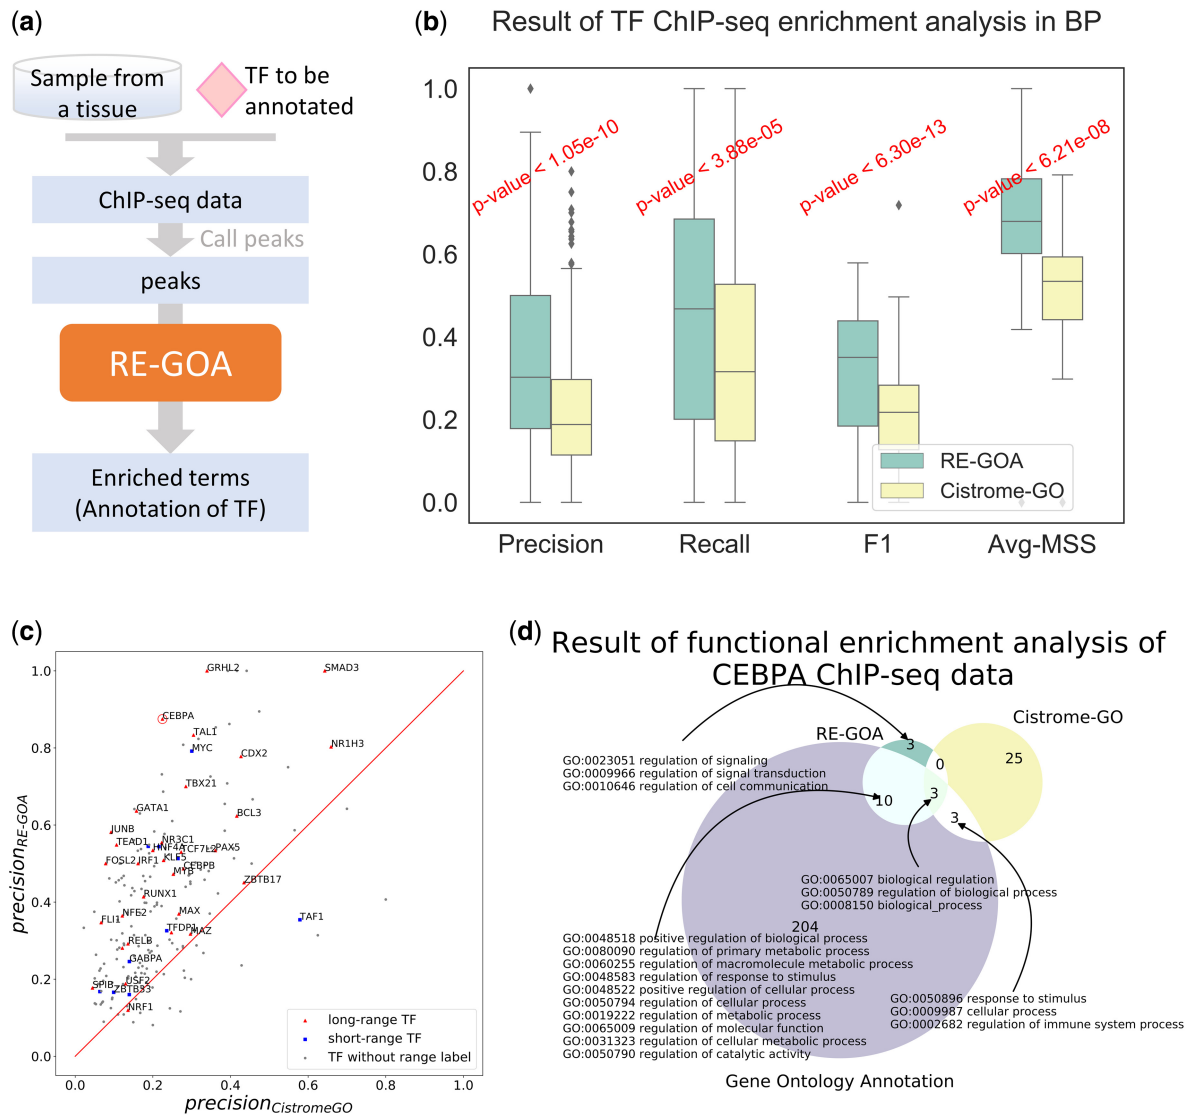 (a)
Sample from
a tissue
TF to be
annotated
ChIP-seq data
Call peaks
peaks
RE-GOA
Enriched terms
(Annotation of TF)
(b)
Result of TF ChIP-seq enrichment analysis in BP
1.0
0.8
0.6
0.4
0.2
0.0
p-value < 1.05e-10
p-value < 3.88e-05
p-value < 6.30e-13
p-value < 6.21e-08
RE-GOA
Cistrome-GO
Precision
Recall
F1
Avg-MSS
(c)
precisionRE-GOA
1.0
0.8
0.6
0.4
0.2
0.0
GRHL2
SMAD3
CEBPA
TAL1
MYC
NR1H3
CDX2
TBX21
GATA1
BCL3
JUNB
TEAD1
NR3C1
HNF4A
TCF7L2
PAX5
FOSL2
IRF1
KLF5
CEBPB
MYB
ZBTB17
RUNX1
NFE2
MAX
FLI1
TAF1
TFDP1
MAZ
RELB
GABPA
SPIB
USF2
ZBTB33
NRF1
long-range TF
short-range TF
TF without range label
0.0
0.2
0.4
0.6
0.8
1.0
precisionCistromeGO
(d)
Result of functional enrichment analysis of
CEBPA ChIP-seq data
RE-GOA
Cistrome-GO
3
0
25
10
3
3
204
GO:0023051 regulation of signaling
GO:0009966 regulation of signal transduction
GO:0010646 regulation of cell communication
GO:0065007 biological regulation
GO:0050789 regulation of biological process
GO:0008150 biological_process
GO:0048518 positive regulation of biological process
GO:0080090 regulation of primary metabolic process
GO:0060255 regulation of macromolecule metabolic process
GO:0048583 regulation of response to stimulus
GO:0048522 positive regulation of cellular process
GO:0050794 regulation of cellular process
GO:0019222 regulation of metabolic process
GO:0065009 regulation of molecular function
GO:0031323 regulation of cellular metabolic process
GO:0050790 regulation of catalytic activity
GO:0050896 response to stimulus
GO:0009987 cellular process
GO:0002682 regulation of immune system process
Gene Ontology Annotation